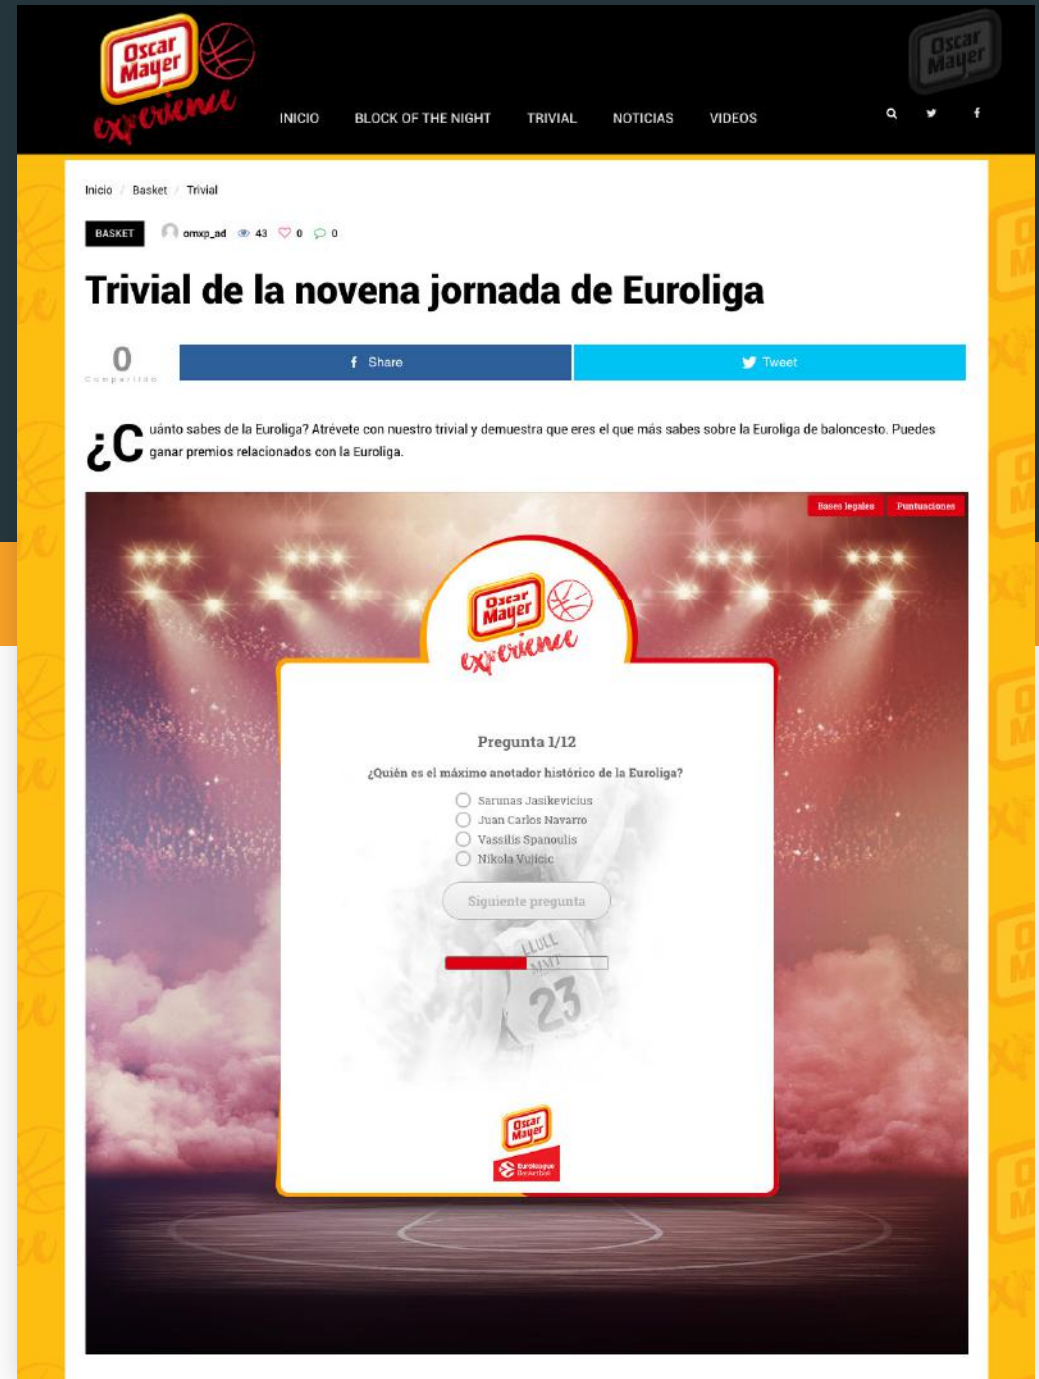 Oscar
Mayer
experience
Oscar
Mayer
INICIO
BLOCK OF THE NIGHT
TRIVIAL
NOTICIAS
VIDEOS
Inicio / Basket / Trivial
BASKET
omxp_ad 43 0 0
Trivial de la novena jornada de Euroliga
0
Compartido
Share
Tweet
¿Cuánto sabes de la Euroliga? Atrévete con nuestro trivial y demuestra que eres el que más sabes sobre la Euroliga de baloncesto. Puedes
ganar premios relacionados con la Euroliga.
Bases legales
Puntuaciones
Oscar
Mayer
experience
Pregunta 1/12
¿Quién es el máximo anotador histórico de la Euroliga?
Sarunas Jasikevicius
Juan Carlos Navarro
Vassilis Spanoulis
Nikola Vujicic
Siguiente pregunta
LLULL
MMT
23
Oscar
Mayer
Euroleague
Basketball